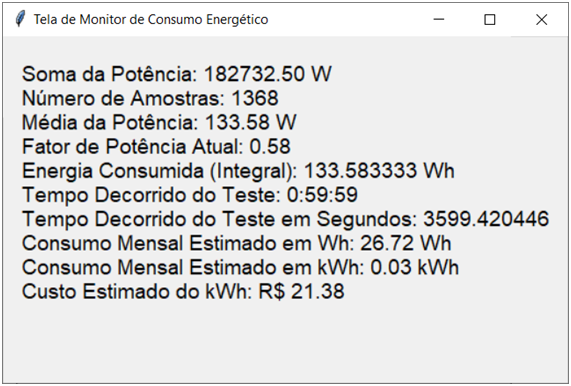 Tela de Monitor de Consumo Energético
Soma da Potência: 182732.50 W
Número de Amostras: 1368
Média da Potência: 133.58 W
Fator de Potência Atual: 0.58
Energia Consumida (Integral): 133.583333 Wh
Tempo Decorrido do Teste: 0:59:59
Tempo Decorrido do Teste em Segundos: 3599.420446
Consumo Mensal Estimado em Wh: 26.72 Wh
Consumo Mensal Estimado em kWh: 0.03 kWh
Custo Estimado do kWh: R$ 21.38